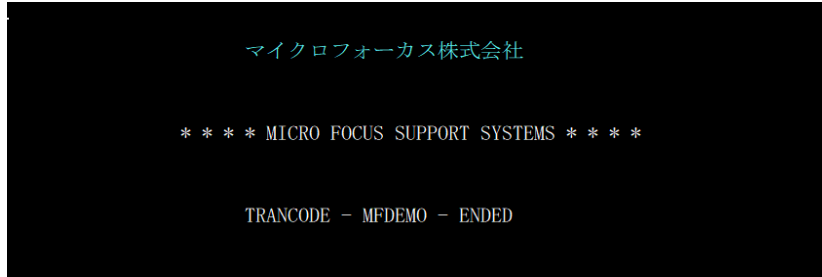 マイクロフォーカス株式会社
* * * * MICRO FOCUS SUPPORT SYSTEMS * * * *
TRANCODE - MFDEMO - ENDED